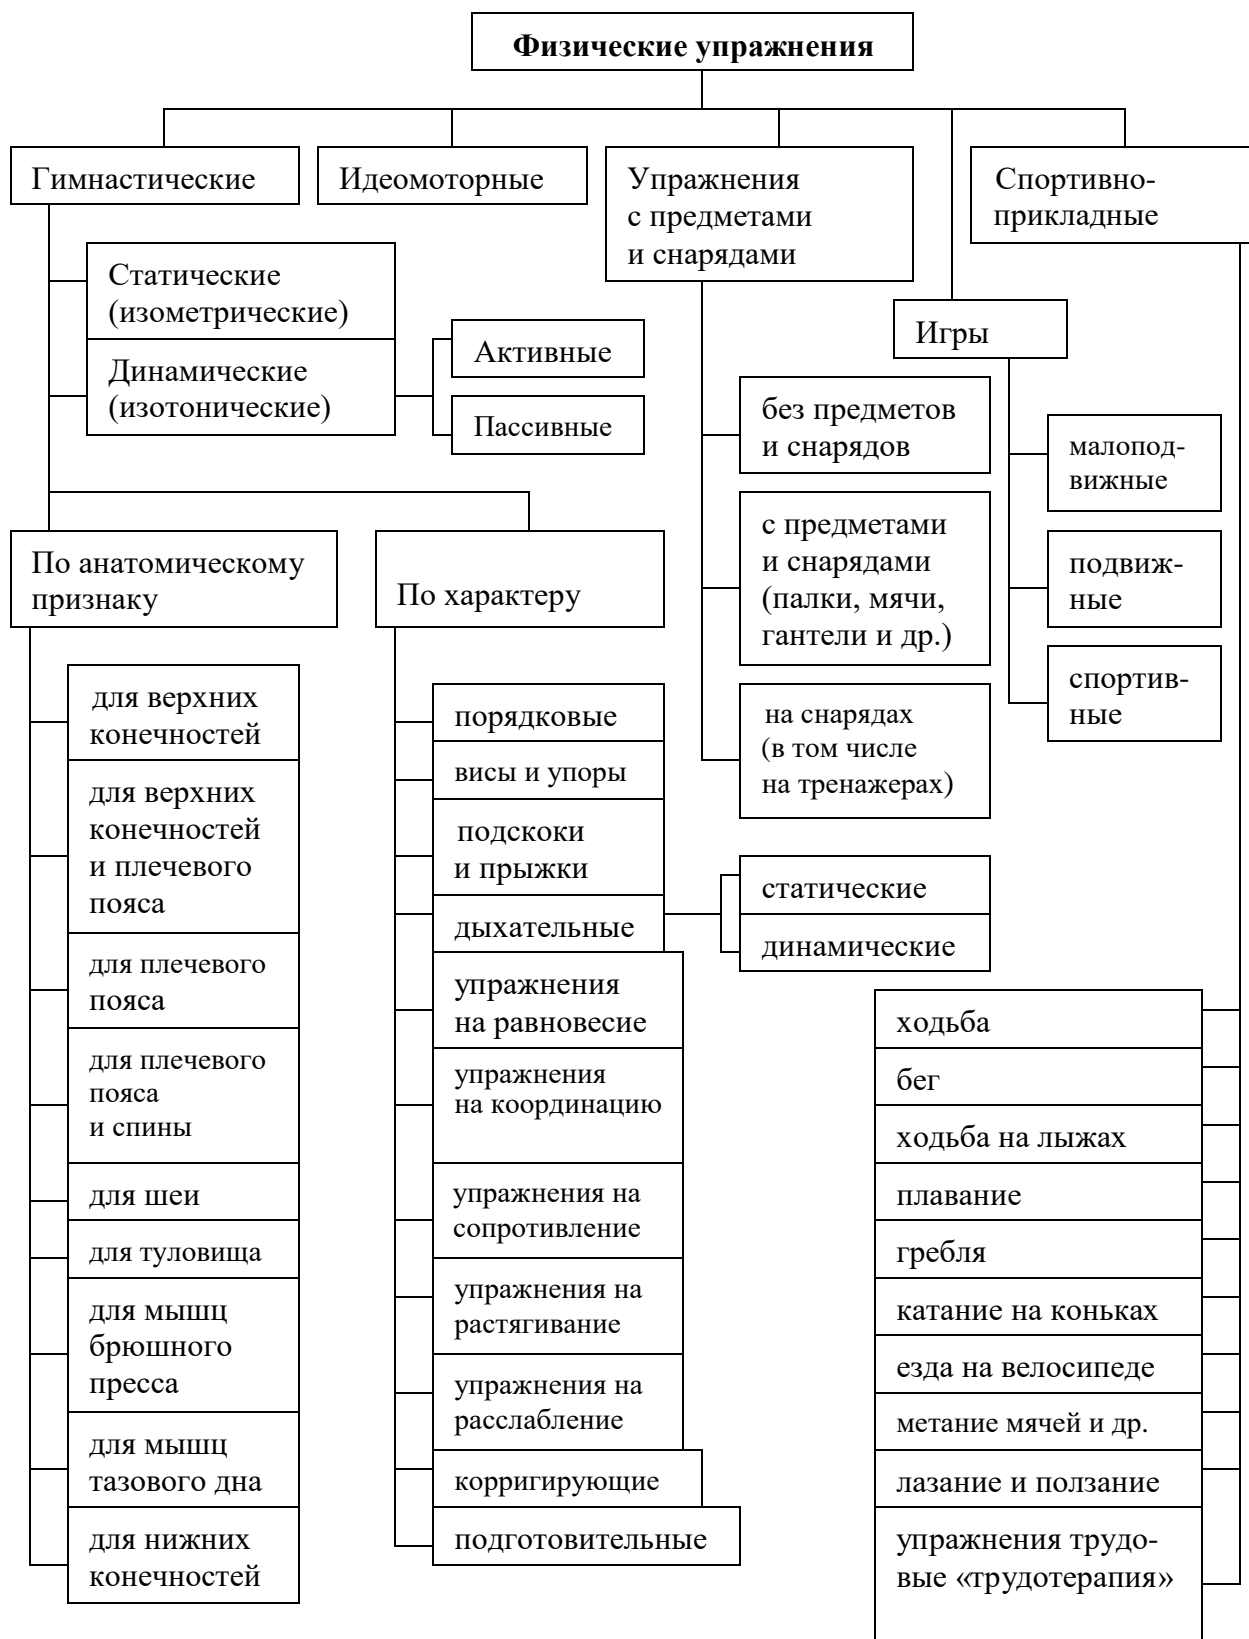 Физические упражнения
Гимнастические
Идеомоторные
Упражнения
с предметами
и снарядами
Спортивно-
прикладные
Статические
(изометрические)
Динамические
(изотонические)
Активные
Пассивные
Игры
без предметов
и снарядов
с предметами
и снарядами
(палки, мячи,
гантели и др.)
на снарядах
(в том числе
на тренажерах)
малопод-
вижные
подвиж-
ные
спортив-
ные
По анатомическому
признаку
По характеру
для верхних
конечностей
для верхних
конечностей
и плечевого
пояса
для плечевого
пояса
для плечевого
пояса
и спины
для шеи
для туловища
для мышц
брюшного
пресса
для мышц
тазового дна
для нижних
конечностей
порядковые
висы и упоры
подскоки
и прыжки
дыхательные
упражнения
на равновесие
упражнения
на координацию
упражнения на
сопротивление
упражнения на
растягивание
упражнения на
расслабление
корригирующие
подготовительные
статические
динамические
ходьба
бег
ходьба на лыжах
плавание
гребля
катание на коньках
езда на велосипеде
метание мячей и др.
лазание и ползание
упражнения трудо-
вые «трудотерапия»